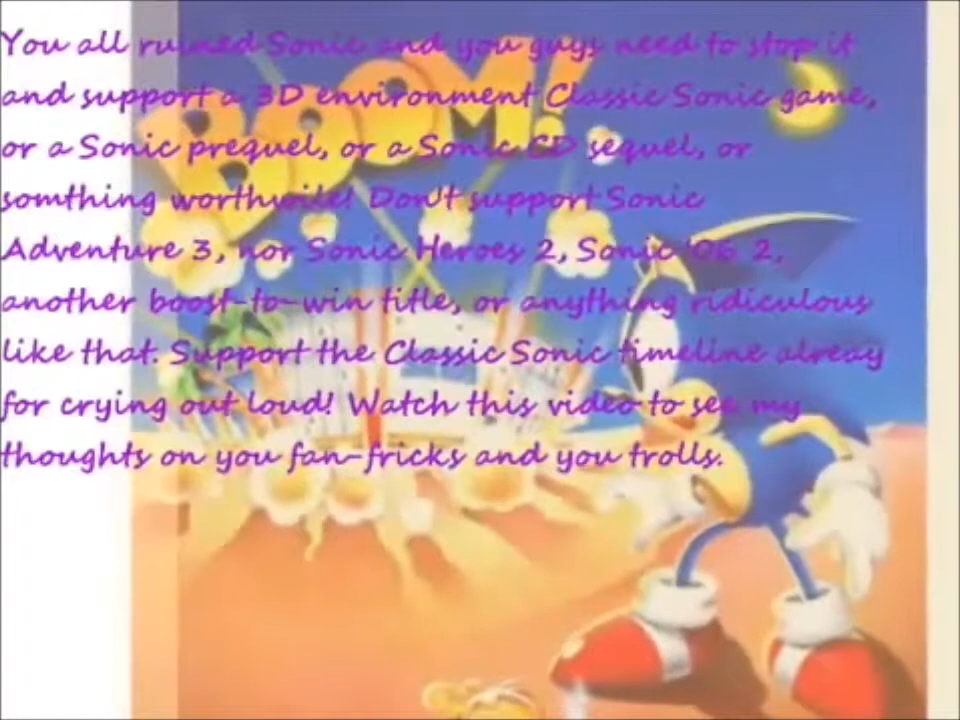 BOOM!
You all ruined Sonic and you guys need to stop it
and support a 3D environment Classic Sonic game,
or a Sonic prequel, or a Sonic CD sequel, or
somthing worthwile! Don't support Sonic
Adventure 3, nor Sonic Heroes 2, Sonic '06 2,
another boost-to-win title, or anything ridiculous
like that. Support the Classic Sonic timeline alreay
for crying out loud! Watch this video to see my
thoughts on you fan-fricks and you trolls.